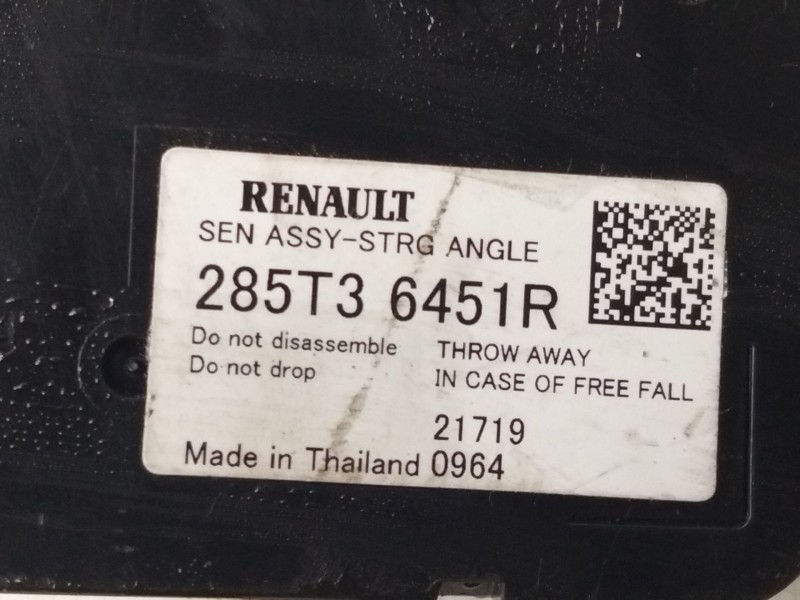 RENAULT
SEN ASSY-STRG ANGLE
285T3 6451R
Do not disassemble
Do not drop
THROW AWAY
IN CASE OF FREE FALL
21719
Made in Thailand 0964